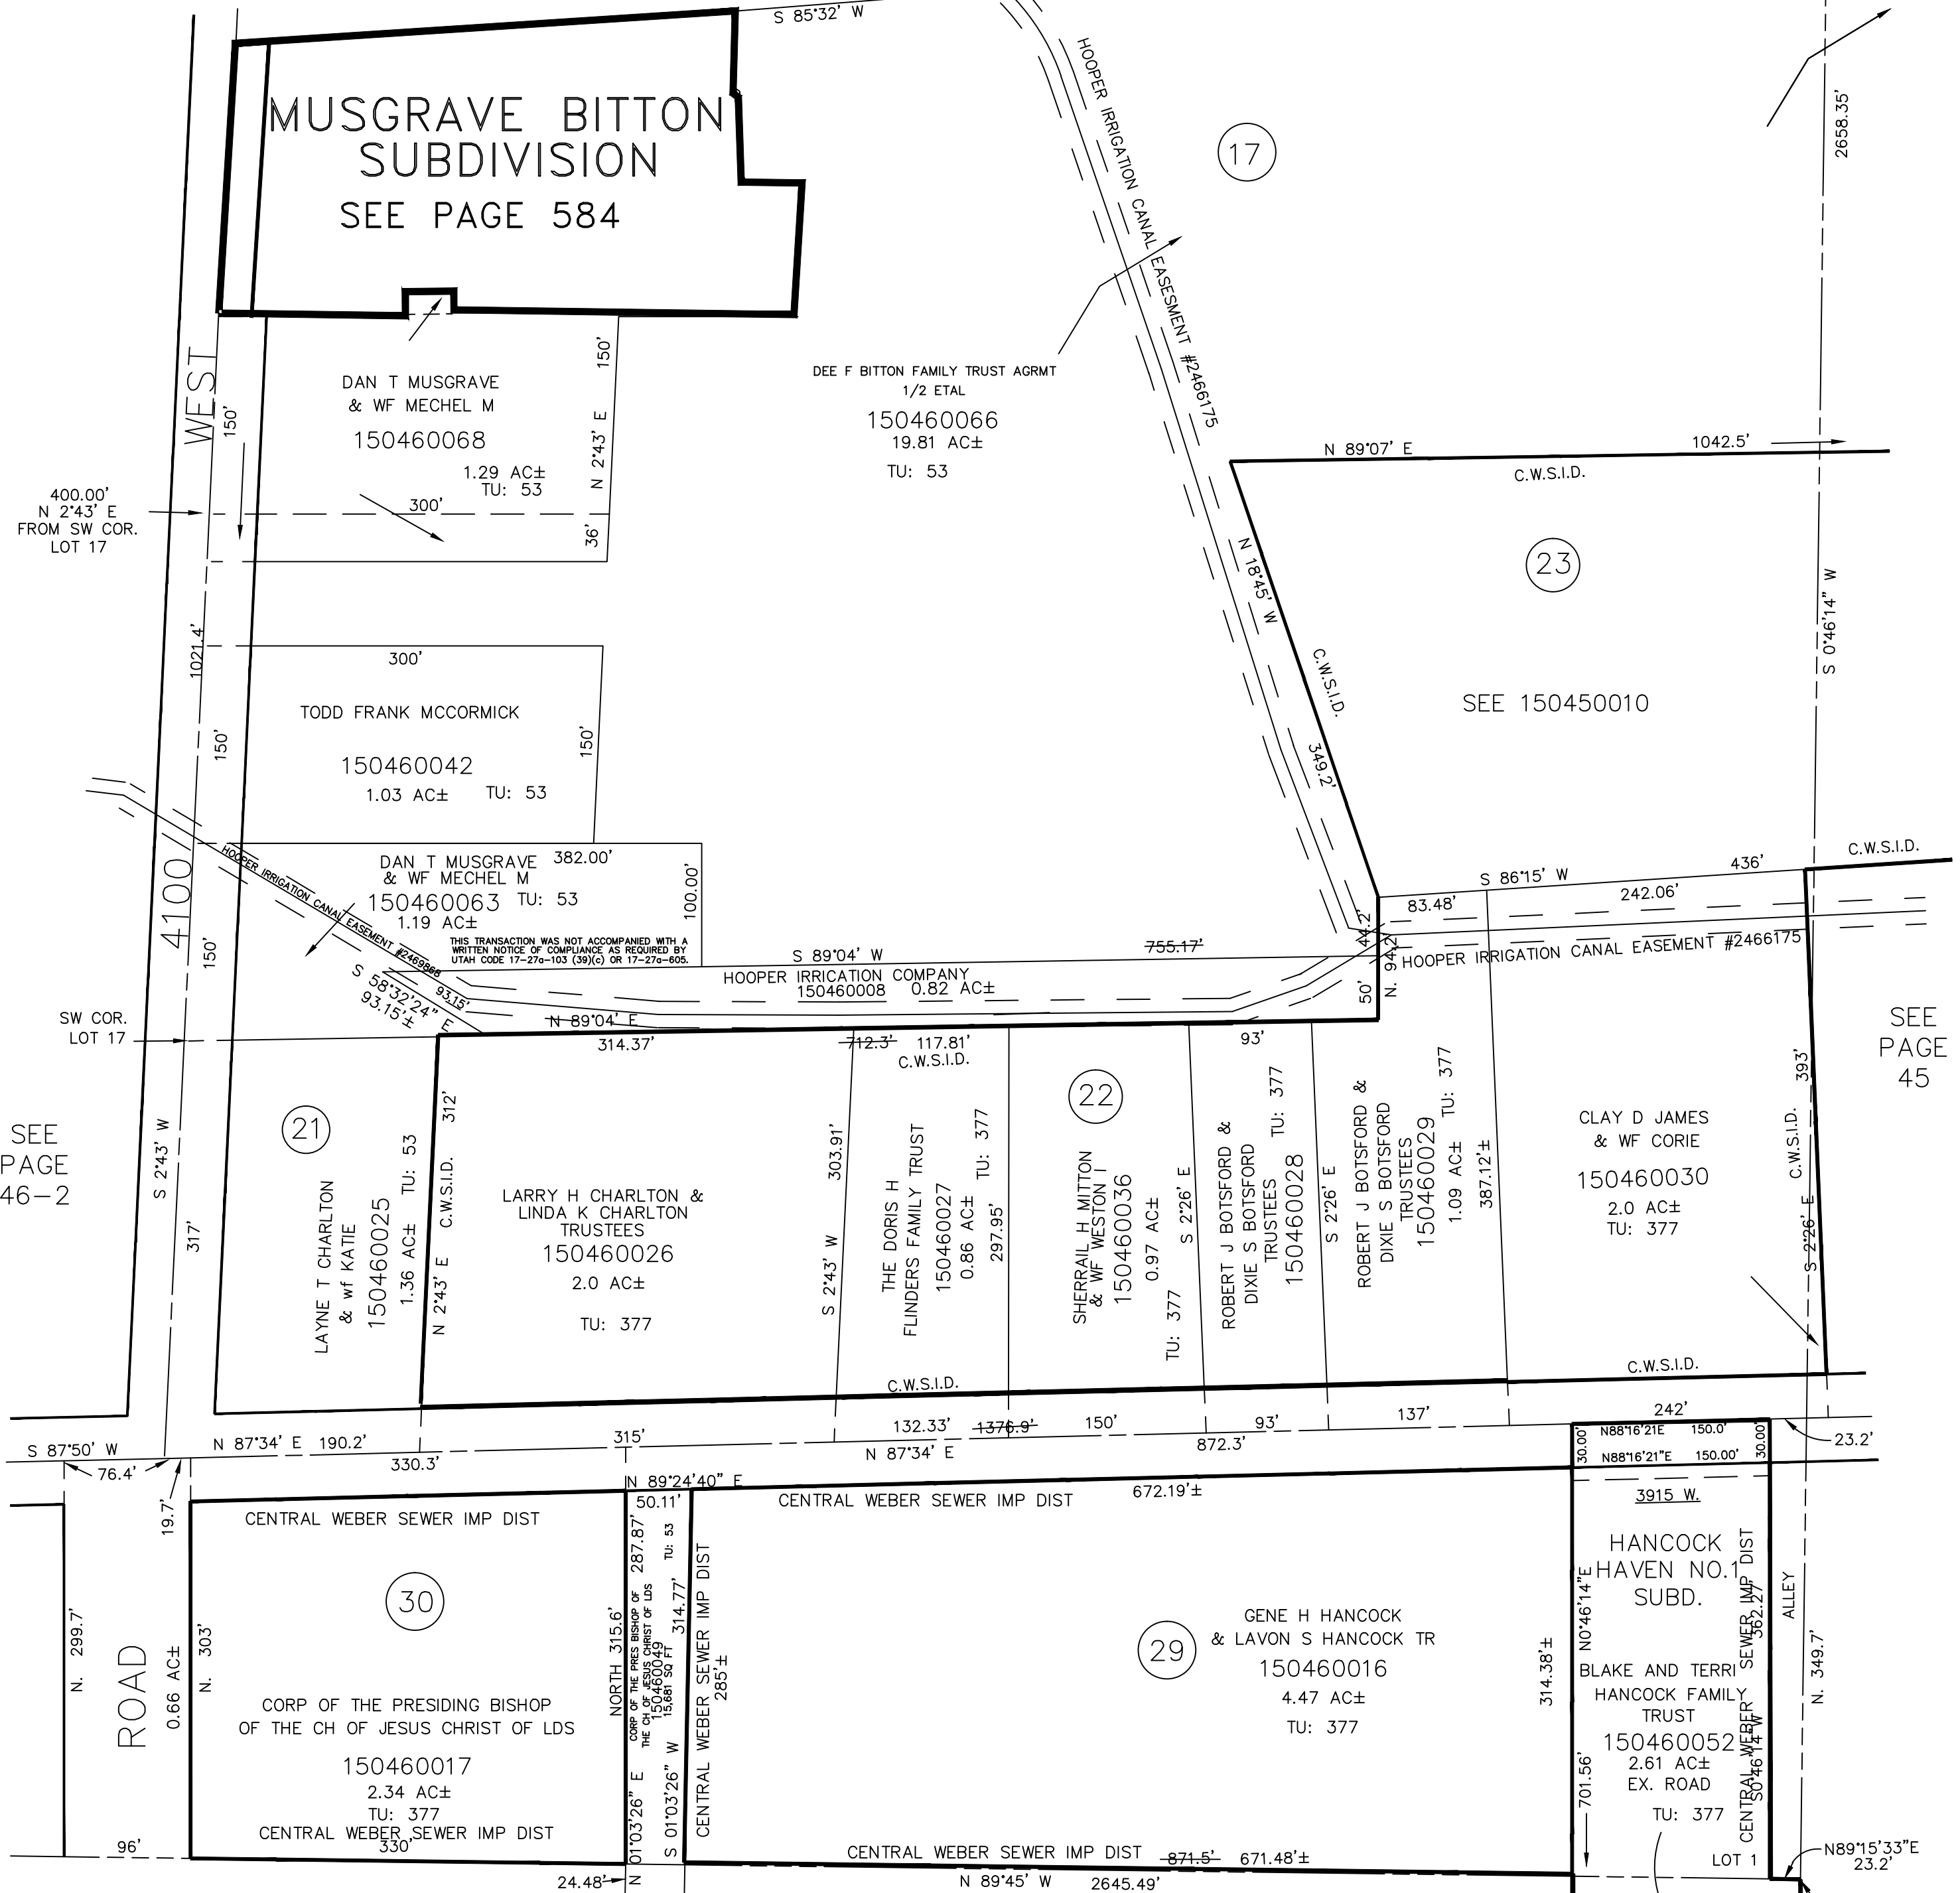 S 85°32' W
MUSGRAVE BITTON
SUBDIVISION
SEE PAGE 584
HOOPER IRRIGATION CANAL EASESMENT #2466175
17
2658.35'
WEST
150'
DAN T MUSGRAVE
& WF MECHEL M
150460068
1.29 AC±
TU: 53
150'
N 2°43' E
300'
36'
DEE F BITTON FAMILY TRUST AGRMT
1/2 ETAL
150460066
19.81 AC±
TU: 53
N 89°07' E
1042.5'
C.W.S.I.D.
400.00'
N 2°43' E
FROM SW COR.
LOT 17
23
N 18°45' W
S 0°46'14" W
C.W.S.I.D.
SEE 150450010
349.2'
1021.4'
300'
TODD FRANK MCCORMICK
150460042
1.03 AC±
TU: 53
150'
150'
4100
150'
HOOPER IRRIGATION CANAL EASEMENT #2469868
DAN T MUSGRAVE
& WF MECHEL M
382.00'
150460063
TU: 53
1.19 AC±
100.00'
THIS TRANSACTION WAS NOT ACCOMPANIED WITH A
WRITTEN NOTICE OF COMPLIANCE AS REQUIRED BY
UTAH CODE 17-27a-103 (39)(c) OR 17-27a-605.
S 58°32'24" E
93.15'±
93.15'
S 89°04' W
755.17'
HOOPER IRRICATION COMPANY
150460008
0.82 AC±
N 89°04' E
44.2'
50'
N. 94.2
83.48'
S 86°15' W
436'
242.06'
C.W.S.I.D.
HOOPER IRRIGATION CANAL EASEMENT #2466175
SW COR.
LOT 17
SEE
PAGE
45
314.37'
712.3'
117.81'
C.W.S.I.D.
93'
SEE
PAGE
46-2
S 2°43' W
317'
21
LAYNE T CHARLTON
& wf KATIE
150460025
1.36 AC±
TU: 53
312'
C.W.S.I.D.
N 2°43' E
LARRY H CHARLTON &
LINDA K CHARLTON
TRUSTEES
150460026
2.0 AC±
TU: 377
303.91'
S 2°43' W
THE DORIS H
FLINDERS FAMILY TRUST
150460027
0.86 AC±
TU: 377
297.95'
22
SHERRAIL H MITTON
& WF WESTON I
150460036
0.97 AC±
TU: 377
S 2°26' E
ROBERT J BOTSFORD &
DIXIE S BOTSFORD
TRUSTEES
150460028
TU: 377
S 2°26' E
ROBERT J BOTSFORD &
DIXIE S BOTSFORD
TRUSTEES
150460029
1.09 AC±
TU: 377
387.12'±
CLAY D JAMES
& WF CORIE
150460030
2.0 AC±
TU: 377
393'
C.W.S.I.D.
S 2°26' E
C.W.S.I.D.
C.W.S.I.D.
S 87°50' W
76.4'
N 87°34' E
190.2'
330.3'
315'
132.33'
1376.9'
N 87°34' E
150'
93'
872.3'
137'
242'
23.2'
19.7'
N 89°24'40" E
50.11'
30.00'
N88°16'21E
150.0'
N88°16'21"E
150.00'
30.00'
3915 W.
CENTRAL WEBER SEWER IMP DIST
CENTRAL WEBER SEWER IMP DIST
672.19'±
N. 299.7'
ROAD
0.66 AC±
N. 303'
30
CORP OF THE PRESIDING BISHOP
OF THE CH OF JESUS CHRIST OF LDS
150460017
2.34 AC±
TU: 377
CENTRAL WEBER SEWER IMP DIST
330'
96'
NORTH 315.6'
287.87'
CORP OF THE PRES BISHOP OF
THE CH OF JESUS CHRIST OF LDS
150460049
15,681 SQ FT
TU: 53
314.77'
N 01°03'26" E
S 01°03'26" W
24.48'
CENTRAL WEBER SEWER IMP DIST
285'±
29
GENE H HANCOCK
& LAVON S HANCOCK TR
150460016
4.47 AC±
TU: 377
314.38'±
CENTRAL WEBER SEWER IMP DIST
871.5'
671.48'±
N 89°45' W
2645.49'
N0°46'14"E
701.56'
HANCOCK
HAVEN NO.1
SUBD.
BLAKE AND TERRI
HANCOCK FAMILY
TRUST
150460052
2.61 AC±
EX. ROAD
TU: 377
LOT 1
CENTRAL WEBER SEWER IMP DIST
362.27'
S0°46'14"W
ALLEY
N. 349.7'
N89°15'33"E
23.2'